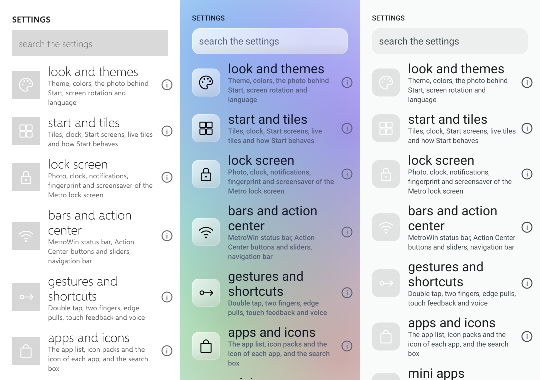 SETTINGS
search the settings
look and themes
Theme, colors, the photo behind
Start, screen rotation and
language
start and tiles
Tiles, clock, Start screens, live tiles
and how Start behaves
lock screen
Photo, clock, notifications,
fingerprint and screensaver of the
Metro lock screen
bars and action
center
MetroWin status bar, Action
Center buttons and sliders,
navigation bar
gestures and
shortcuts
Double tap, two fingers, edge
pulls, touch feedback and voice
apps and icons
The app list, icon packs and the
icon of each app, and the search
box
SETTINGS
search the settings
look and themes
Theme, colors, the photo behind
Start, screen rotation and
language
start and tiles
Tiles, clock, Start screens, live
tiles and how Start behaves
lock screen
Photo, clock, notifications,
fingerprint and screensaver of the
Metro lock screen
bars and action
center
MetroWin status bar, Action
Center buttons and sliders,
navigation bar
gestures and
shortcuts
Double tap, two fingers, edge
pulls, touch feedback and voice
apps and icons
The app list, icon packs and the
icon of each app, and the search
box
SETTINGS
search the settings
look and themes
Theme, colors, the photo behind
Start, screen rotation and
language
start and tiles
Tiles, clock, Start screens, live tiles
and how Start behaves
lock screen
Photo, clock, notifications,
fingerprint and screensaver of the
Metro lock screen
bars and action
center
MetroWin status bar, Action Center
buttons and sliders, navigation bar
gestures and
shortcuts
Double tap, two fingers, edge pulls,
touch feedback and voice
apps and icons
The app list, icon packs and the
icon of each app, and the search
box
mini apps